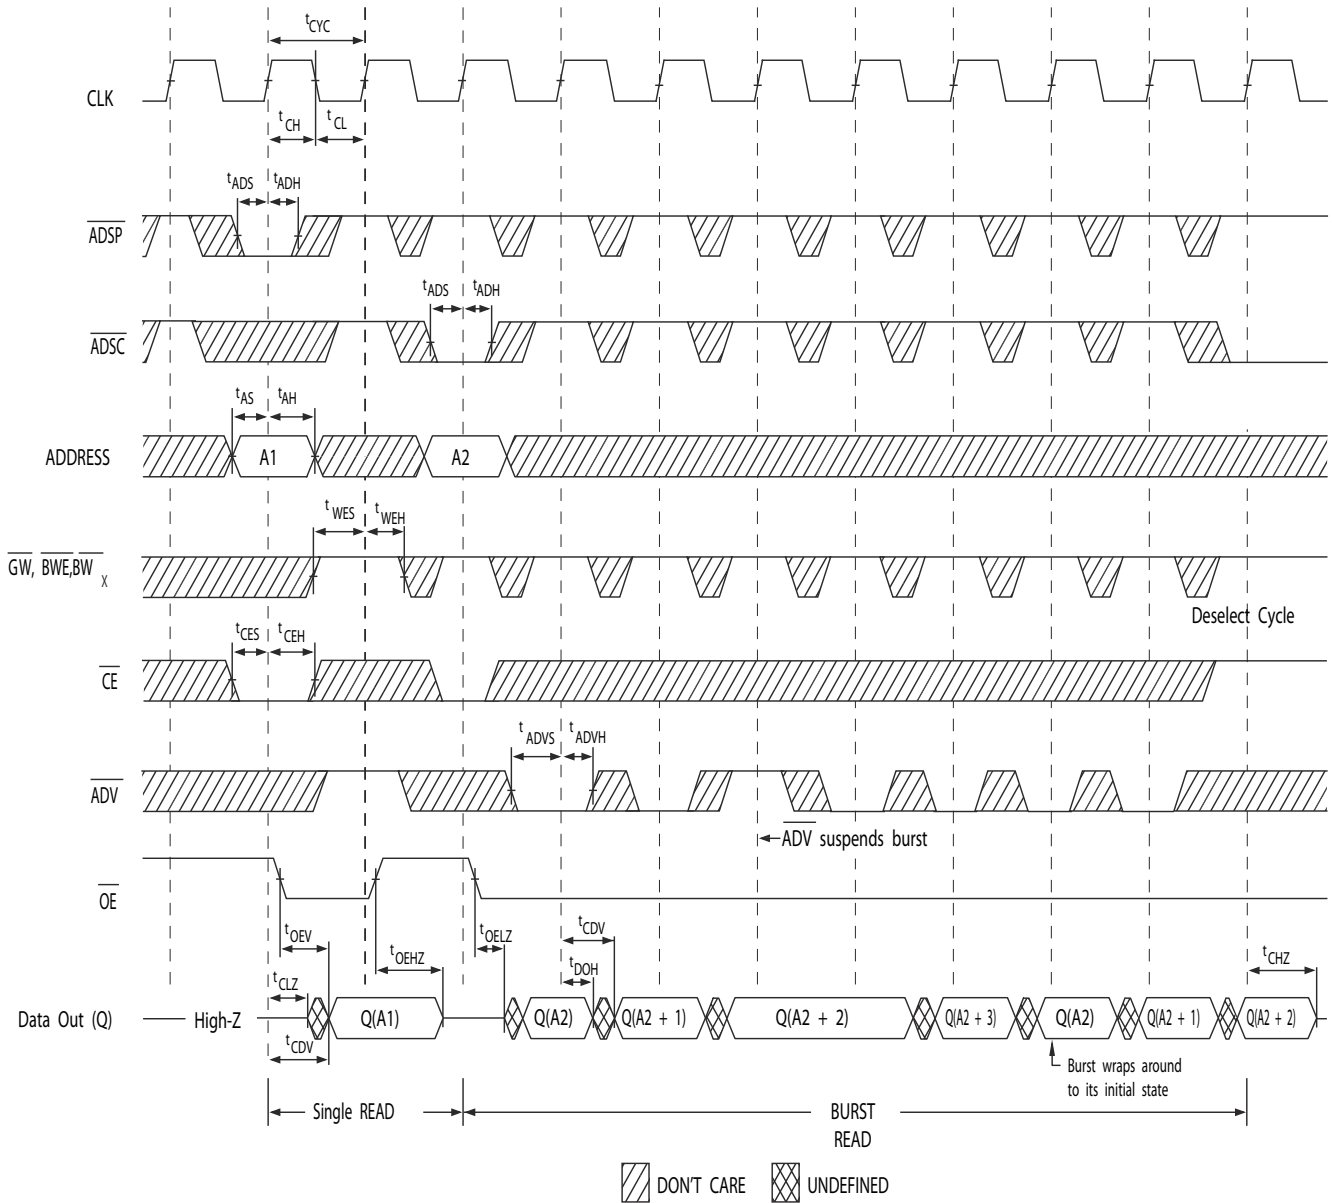 tCYC
CLK
tCH
tCL
tADS
tADH
ADSP
tADS
tADH
ADSC
tAS
tAH
ADDRESS
A1
A2
tWES
tWEH
GW, BWE,BW X
Deselect Cycle
tCES
tCEH
CE
tADVS
tADVH
ADV
ADV suspends burst
OE
tOEV
tOEHZ
tOELZ
tCDV
tDOH
tCHZ
tCLZ
Data Out (Q)
High-Z
Q(A1)
Q(A2)
Q(A2 + 1)
Q(A2 + 2)
Q(A2 + 3)
Q(A2)
Q(A2 + 1)
Q(A2 + 2)
tCDV
Burst wraps around
to its initial state
Single READ
BURST
READ
DON'T CARE
UNDEFINED